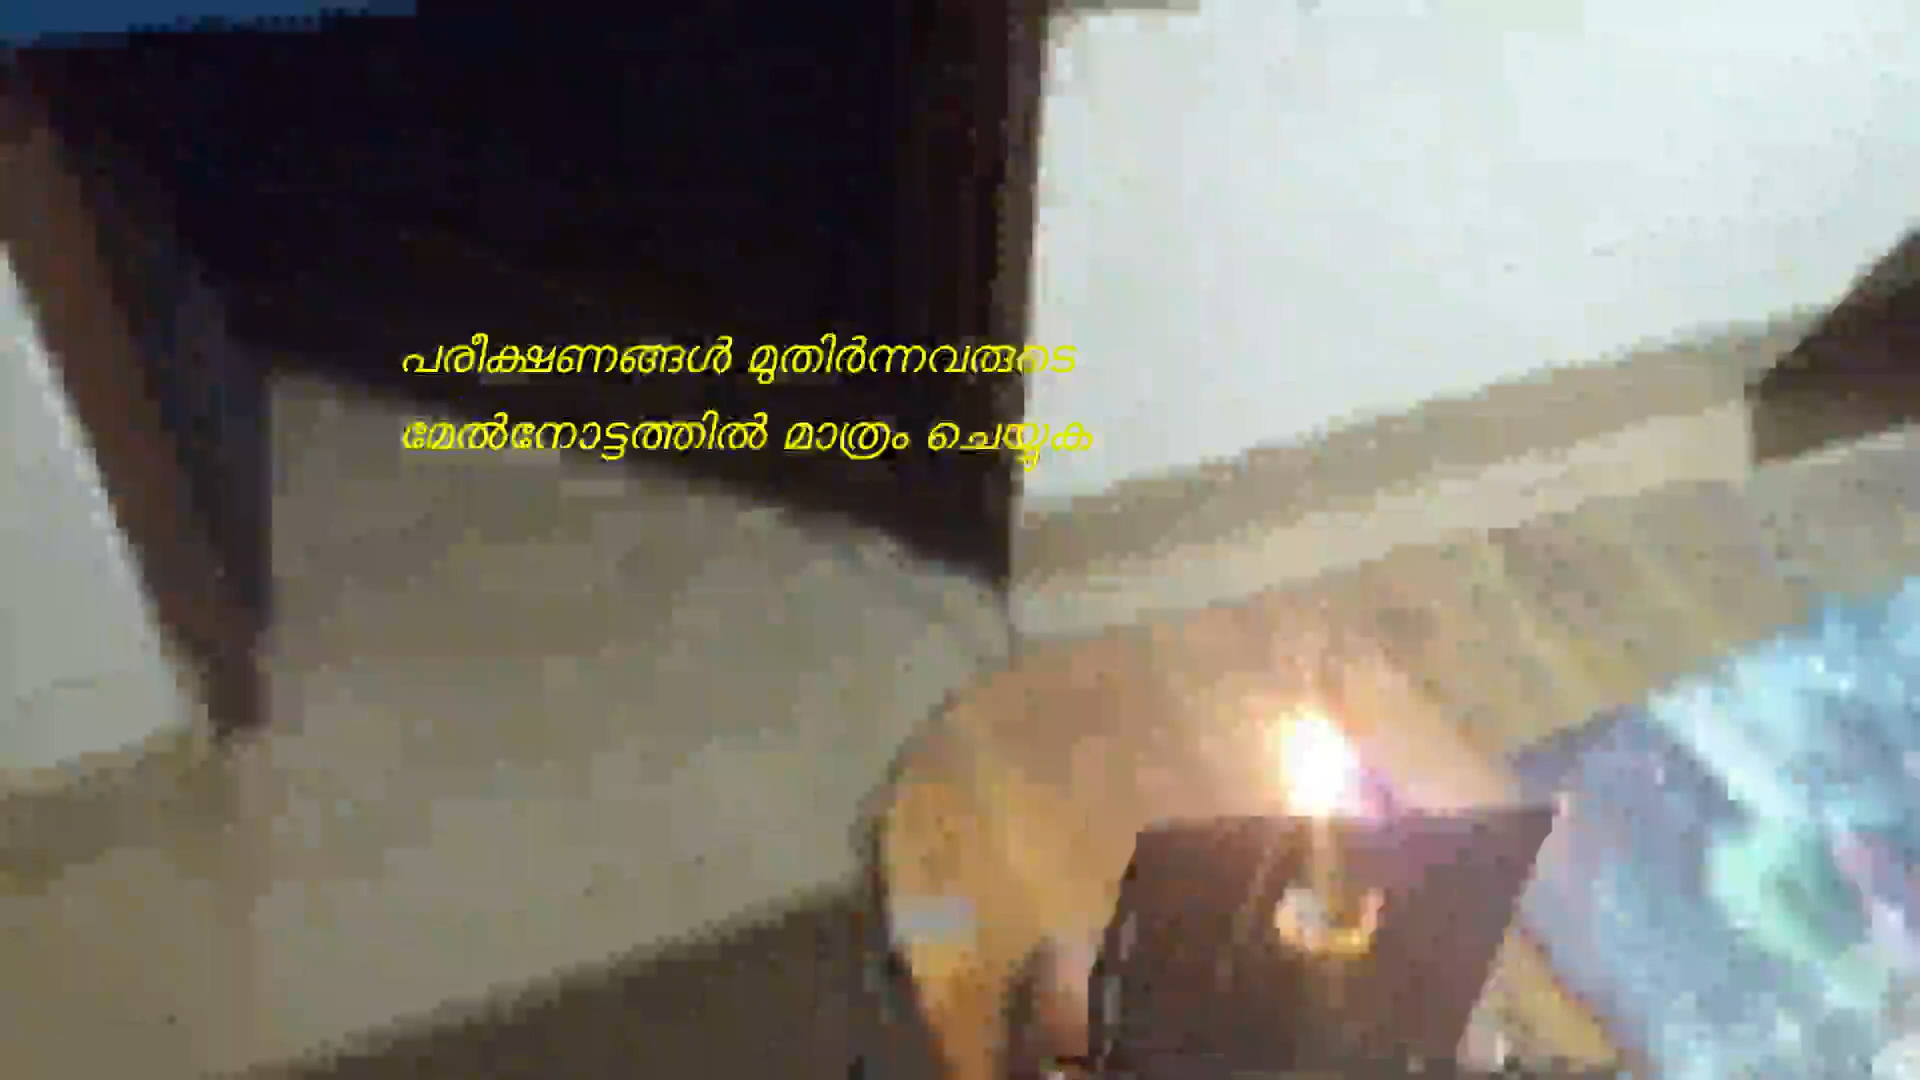 പരീക്ഷണങ്ങൾ മുതിർന്നവരുടെ
മേൽനോട്ടത്തിൽ മാത്രം ചെയ്യുക